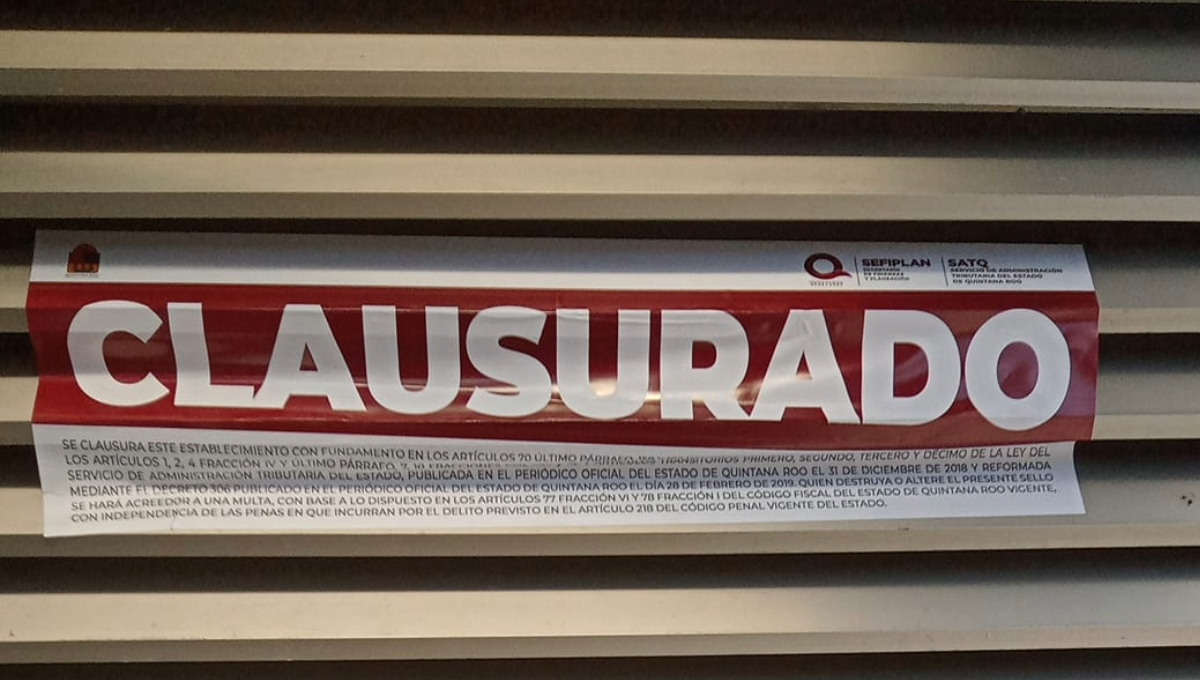 SEFIPLAN
SECRETARÍA
DE FINANZAS
Y PLANEACIÓN
SATQ
SERVICIO DE ADMINISTRACIÓN
TRIBUTARIA DEL ESTADO
DE QUINTANA ROO
CLAUSURADO
SE CLAUSURA ESTE ESTABLECIMIENTO CON FUNDAMENTO EN LOS ARTÍCULOS 70 ÚLTIMO PÁRRAFO, TRANSITORIOS PRIMERO, SEGUNDO, TERCERO Y DÉCIMO DE LA LEY DEL
LOS ARTÍCULOS 1, 2, 4 FRACCIÓN IV Y ÚLTIMO PÁRRAFO, 7, 10
SERVICIO DE ADMINISTRACIÓN TRIBUTARIA DEL ESTADO, PUBLICADA EN EL PERIÓDICO OFICIAL DEL ESTADO DE QUINTANA ROO EL 31 DE DICIEMBRE DE 2018 Y REFORMADA
MEDIANTE EL DECRETO 306 PUBLICADO EN EL PERIÓDICO OFICIAL DEL ESTADO DE QUINTANA ROO EL DÍA 28 DE FEBRERO DE 2019. QUIEN DESTRUYA O ALTERE EL PRESENTE SELLO
SE HARÁ ACREEDOR A UNA MULTA, CON BASE A LO DISPUESTO EN LOS ARTÍCULOS 77 FRACCIÓN VI Y 78 FRACCIÓN I DEL CÓDIGO FISCAL DEL ESTADO DE QUINTANA ROO VIGENTE,
CON INDEPENDENCIA DE LAS PENAS EN QUE INCURRAN POR EL DELITO PREVISTO EN EL ARTÍCULO 218 DEL CÓDIGO PENAL VIGENTE DEL ESTADO.